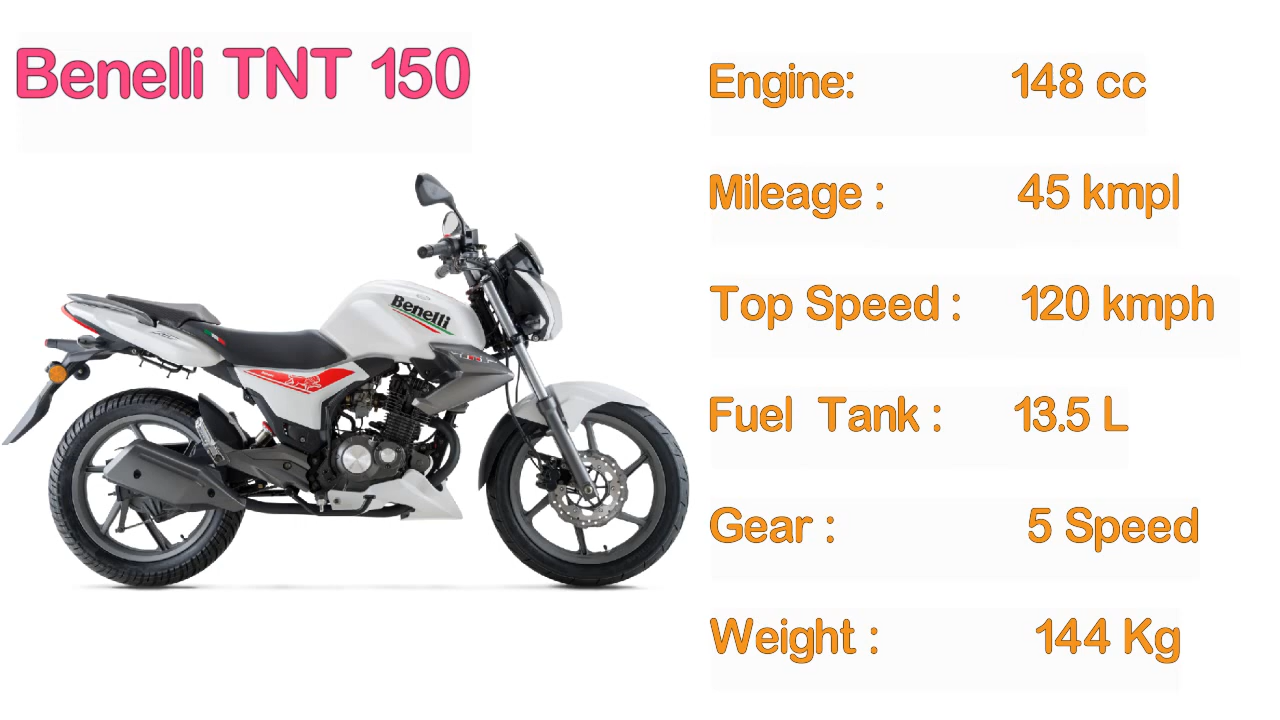 Benelli TNT 150
Engine: 148 cc
Mileage : 45 kmpl
Top Speed : 120 kmph
Fuel Tank : 13.5 L
Gear : 5 Speed
Weight : 144 Kg
Benelli